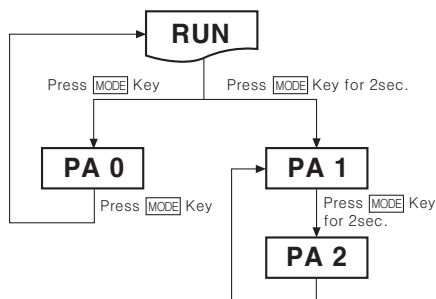 RUN
Press MODE Key
Press MODE Key for 2sec.
PA 0
PA 1
Press MODE Key
Press MODE Key
for 2sec.
PA 2